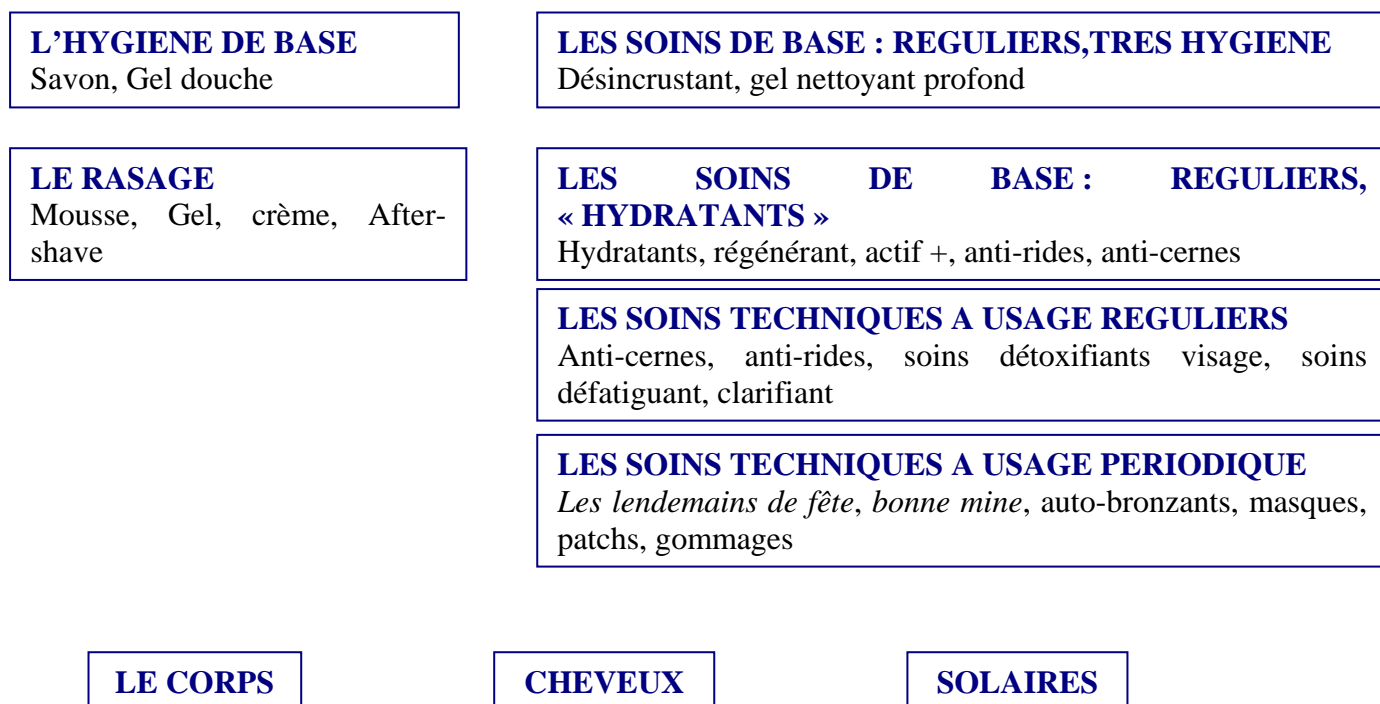 L’HYGIENE DE BASE
Savon, Gel douche
LES SOINS DE BASE : REGULIERS,TRES HYGIENE
Désincrustant, gel nettoyant profond
LE RASAGE
Mousse, Gel, crème, After-
shave
LES SOINS DE BASE : REGULIERS,
« HYDRATANTS »
Hydratants, régénérant, actif +, anti-rides, anti-cernes
LES SOINS TECHNIQUES A USAGE REGULIERS
Anti-cernes, anti-rides, soins détoxifiants visage, soins
défatiguant, clarifiant
LES SOINS TECHNIQUES A USAGE PERIODIQUE
Les lendemains de fête, bonne mine, auto-bronzants, masques,
patchs, gommages
LE CORPS
CHEVEUX
SOLAIRES